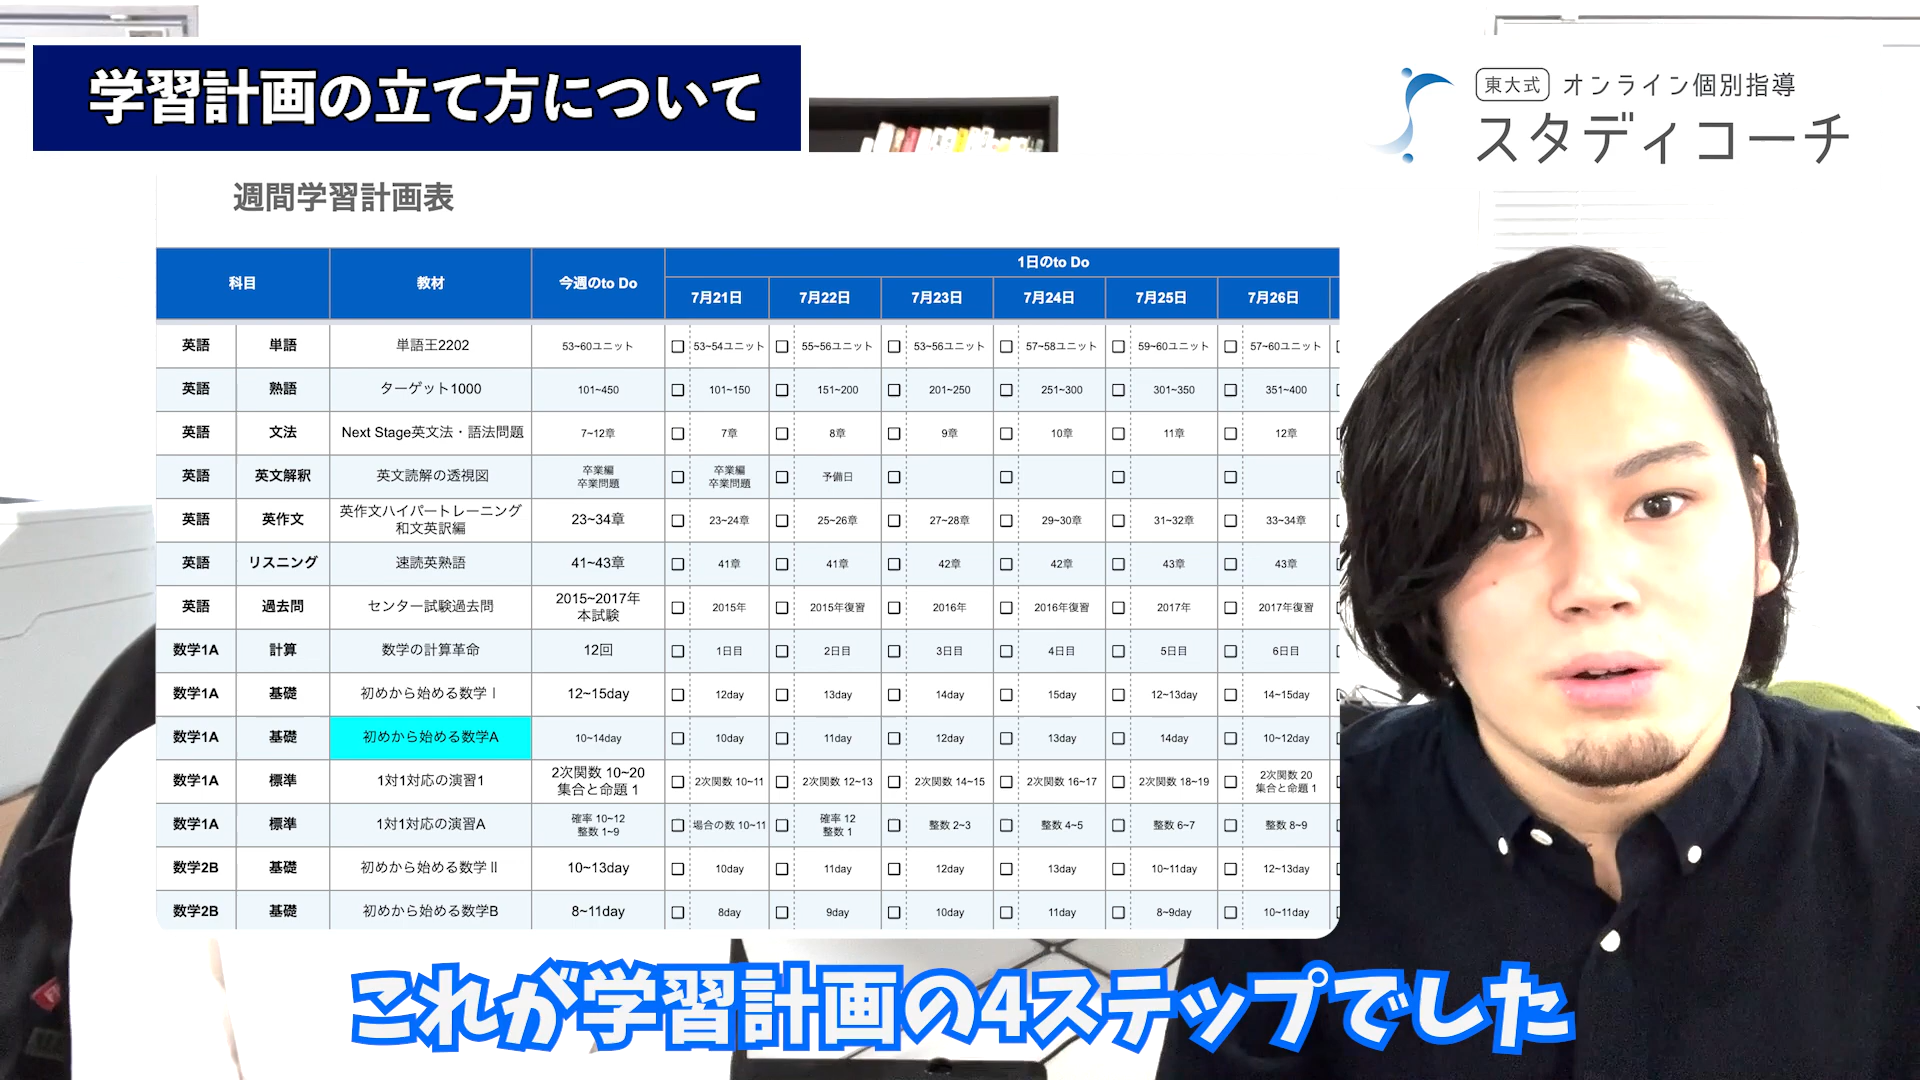 学習計画の立て方について
東大式 オンライン個別指導
スタディコーチ
週間学習計画表
科目 教材 今週のto Do 1日のto Do
7月21日 7月22日 7月23日 7月24日 7月25日 7月26日
英語 単語 単語王2202 53~60ユニット 53~54ユニット 55~56ユニット 53~56ユニット 57~58ユニット 59~60ユニット 57~60ユニット
英語 熟語 ターゲット1000 101~450 101~150 151~200 201~250 251~300 301~350 351~400
英語 文法 Next Stage英文法・語法問題 7~12章 7章 8章 9章 10章 11章 12章
英語 英文解釈 英文読解の透視図 卒業編 卒業問題 卒業編 卒業問題 予備日
英語 英作文 英作文ハイパートレーニング 和文英訳編 23~34章 23~24章 25~26章 27~28章 29~30章 31~32章 33~34章
英語 リスニング 速読英熟語 41~43章 41章 41章 42章 42章 43章 43章
英語 過去問 センター試験過去問 2015~2017年 本試験 2015年 2015年復習 2016年 2016年復習 2017年 2017年復習
数学1A 計算 数学の計算革命 12回 1日目 2日目 3日目 4日目 5日目 6日目
数学1A 基礎 初めから始める数学Ⅰ 12~15day 12day 13day 14day 15day 12~13day 14~15day
数学1A 基礎 初めから始める数学A 10~14day 10day 11day 12day 13day 14day 10~12day
数学1A 標準 1対1対応の演習1 2次関数 10~20 集合と命題 1 2次関数 10~11 2次関数 12~13 2次関数 14~15 2次関数 16~17 2次関数 18~19 2次関数 20 集合と命題 1
数学1A 標準 1対1対応の演習A 確率 10~12 整数 1~9 場合の数 10~11 確率 12 整数 1 整数 2~3 整数 4~5 整数 6~7 整数 8~9
数学2B 基礎 初めから始める数学Ⅱ 10~13day 10day 11day 12day 13day 10~11day 12~13day
数学2B 基礎 初めから始める数学B 8~11day 8day 9day 10day 11day 8~9day 10~11day
これが学習計画の4ステップでした